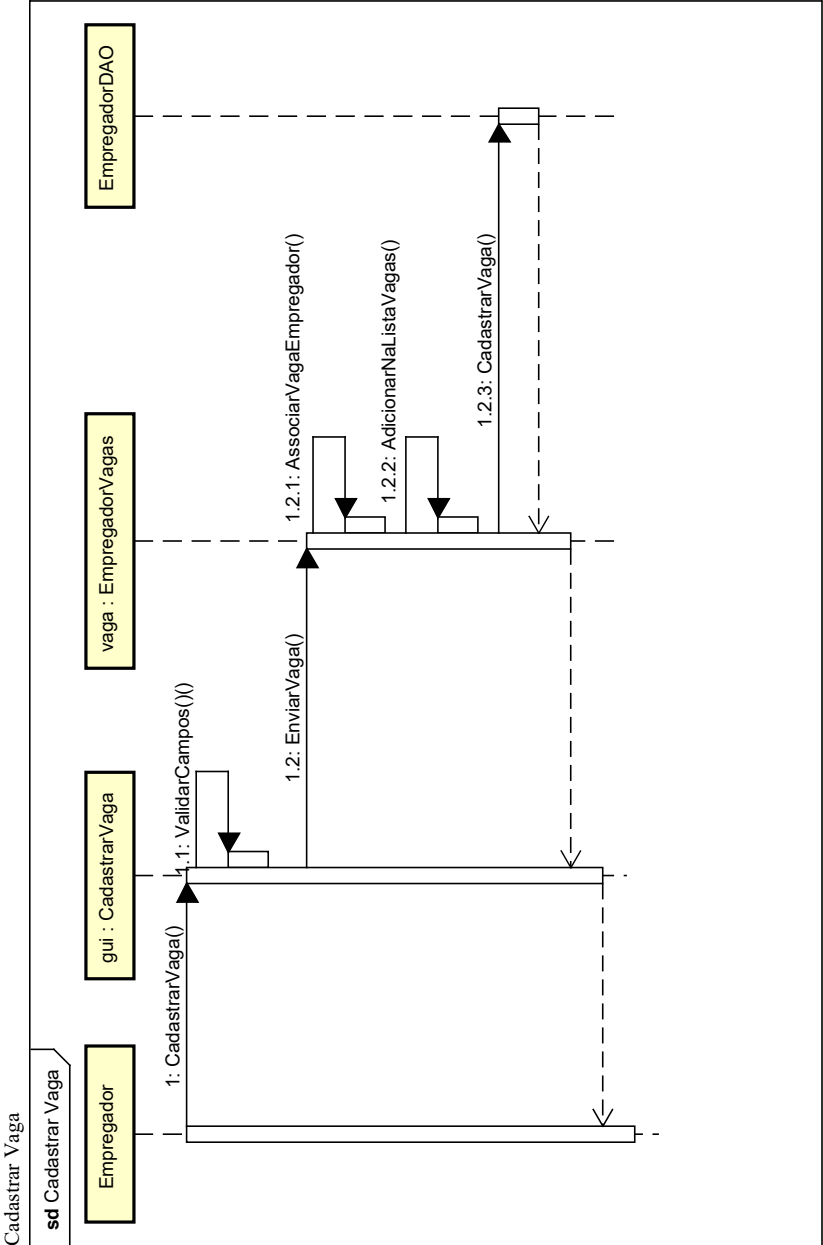 Cadastrar Vaga
sd Cadastrar Vaga
Empregador
gui : CadastrarVaga
vaga : EmpregadorVagas
EmpregadorDAO
1: CadastrarVaga()
1.1: ValidarCampos()()
1.2: EnviarVaga()
1.2.1: AssociarVagaEmpregador()
1.2.2: AdicionarNaListaVagas()
1.2.3: CadastrarVaga()